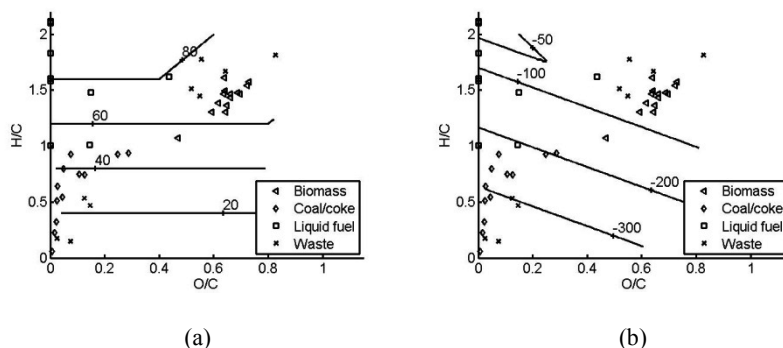 2
1.5
1
0.5
0
H/C
80
60
40
20
Biomass
Coal/coke
Liquid fuel
Waste
0 0.2 0.4 0.6 0.8 1
O/C
(a)
2
1.5
1
0.5
0
H/C
-50
-100
-200
-300
Biomass
Coal/coke
Liquid fuel
Waste
0 0.2 0.4 0.6 0.8 1
O/C
(b)